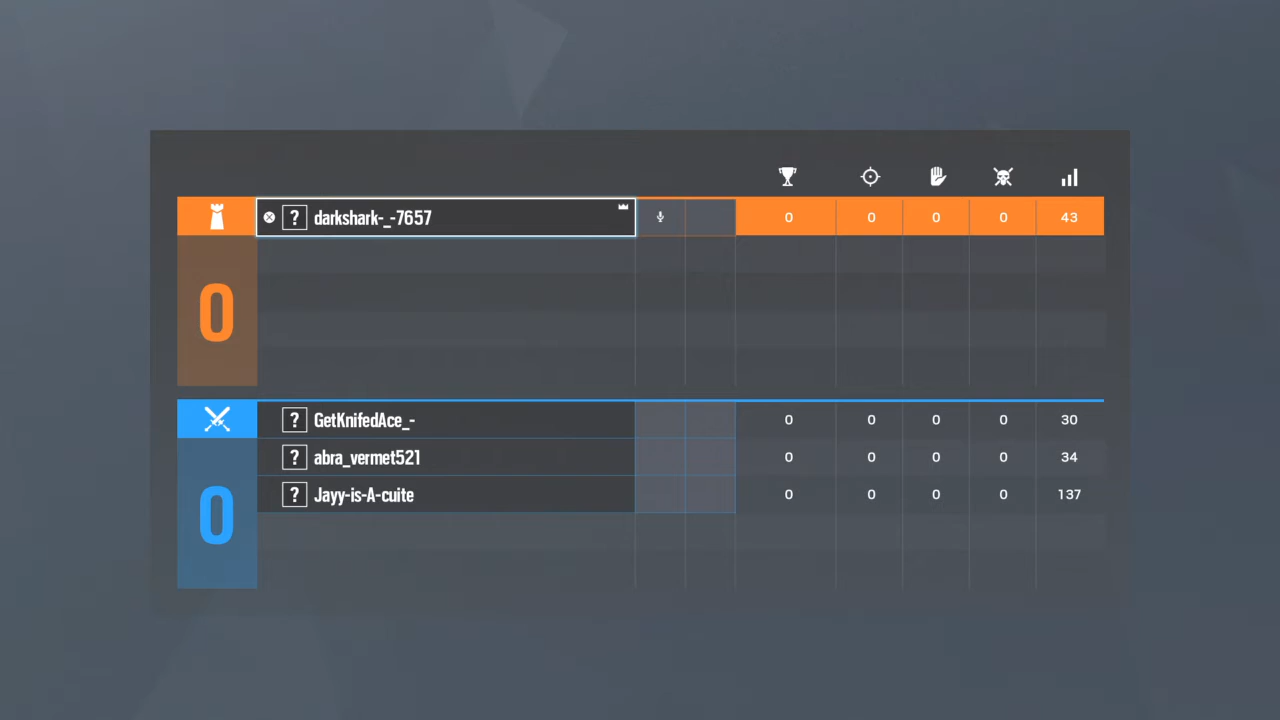 ? darkshark-_-7657 0 0 0 0 43
0
? GetKnifedAce_- 0 0 0 0 30
? abra_vermet521 0 0 0 0 34
? Jayy-is-A-cuite 0 0 0 0 137
0